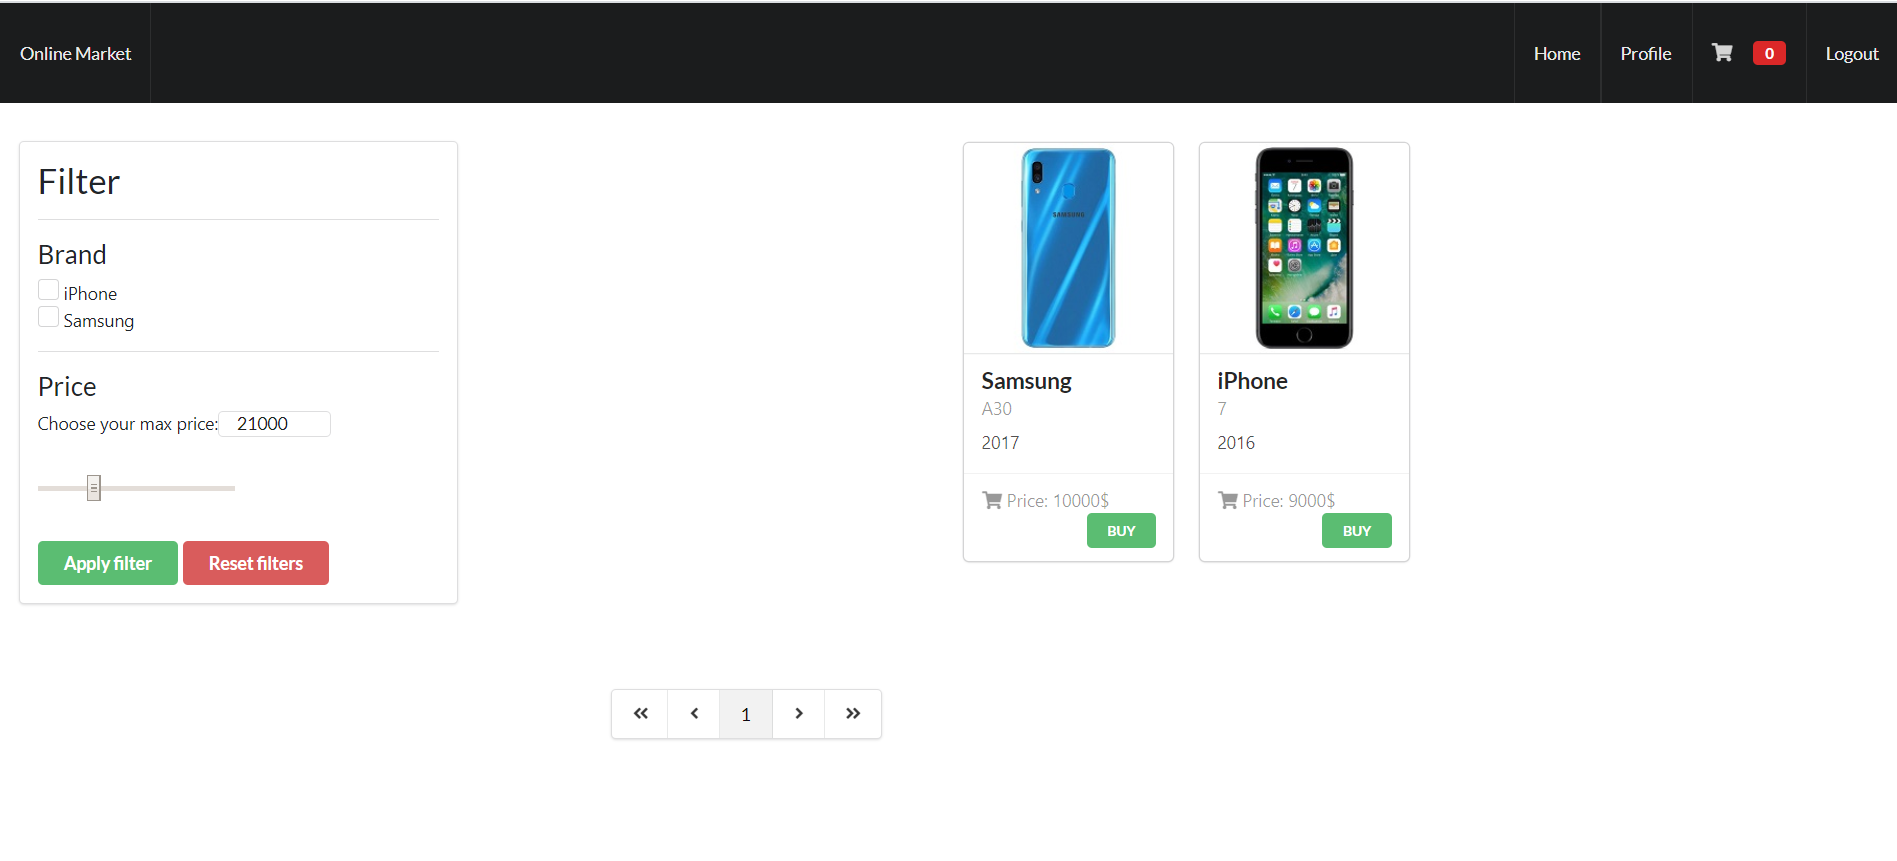 Online Market
Home
Profile
0
Logout
Filter
Brand
iPhone
Samsung
Price
Choose your max price: 21000
Apply filter
Reset filters
SAMSUNG
Samsung
A30
2017
Price: 10000$
BUY
iPhone
7
2016
Price: 9000$
BUY
1